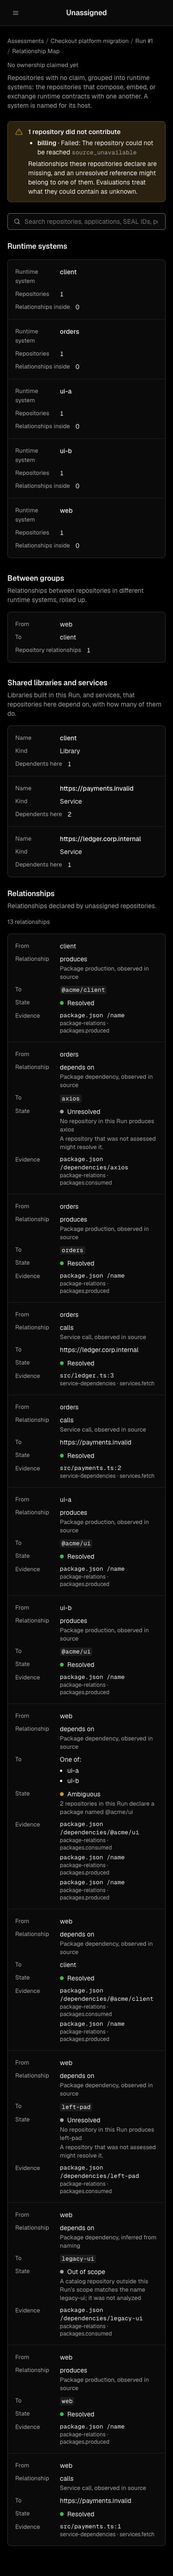 Unassigned
Assessments / Checkout platform migration / Run #1
/ Relationship Map
No ownership claimed yet
Repositories with no claim, grouped into runtime
systems: the repositories that compose, embed, or
exchange runtime contracts with one another. A
system is named for its host.
1 repository did not contribute
• billing · Failed: The repository could not
be reached source_unavailable
Relationships these repositories declare are
missing, and an unresolved reference might
belong to one of them. Evaluations treat
what they could contain as unknown.
Search repositories, applications, SEAL IDs, pa
Runtime systems
Runtime system client
Repositories 1
Relationships inside 0
Runtime system orders
Repositories 1
Relationships inside 0
Runtime system ui-a
Repositories 1
Relationships inside 0
Runtime system ui-b
Repositories 1
Relationships inside 0
Runtime system web
Repositories 1
Relationships inside 0
Between groups
Relationships between repositories in different
runtime systems, rolled up.
From web
To client
Repository relationships 1
Shared libraries and services
Libraries built in this Run, and services, that
repositories here depend on, with how many of them
do.
Name client
Kind Library
Dependents here 1
Name https://payments.invalid
Kind Service
Dependents here 2
Name https://ledger.corp.internal
Kind Service
Dependents here 1
Relationships
Relationships declared by unassigned repositories.
13 relationships
From client
Relationship produces
Package production, observed in
source
To @acme/client
State Resolved
Evidence package.json /name
package-relations ·
packages.produced
From orders
Relationship depends on
Package dependency, observed in
source
To axios
State Unresolved
No repository in this Run produces
axios
A repository that was not assessed
might resolve it.
Evidence package.json
/dependencies/axios
package-relations ·
packages.consumed
From orders
Relationship produces
Package production, observed in
source
To orders
State Resolved
Evidence package.json /name
package-relations ·
packages.produced
From orders
Relationship calls
Service call, observed in source
To https://ledger.corp.internal
State Resolved
Evidence src/ledger.ts:3
service-dependencies · services.fetch
From orders
Relationship calls
Service call, observed in source
To https://payments.invalid
State Resolved
Evidence src/payments.ts:2
service-dependencies · services.fetch
From ui-a
Relationship produces
Package production, observed in
source
To @acme/ui
State Resolved
Evidence package.json /name
package-relations ·
packages.produced
From ui-b
Relationship produces
Package production, observed in
source
To @acme/ui
State Resolved
Evidence package.json /name
package-relations ·
packages.produced
From web
Relationship depends on
Package dependency, observed in
source
To One of:
• ui-a
• ui-b
State Ambiguous
2 repositories in this Run declare a
package named @acme/ui
Evidence package.json
/dependencies/@acme/ui
package-relations ·
packages.consumed
package.json /name
package-relations ·
packages.produced
package.json /name
package-relations ·
packages.produced
From web
Relationship depends on
Package dependency, observed in
source
To client
State Resolved
Evidence package.json
/dependencies/@acme/client
package-relations ·
packages.consumed
package.json /name
package-relations ·
packages.produced
From web
Relationship depends on
Package dependency, observed in
source
To left-pad
State Unresolved
No repository in this Run produces
left-pad
A repository that was not assessed
might resolve it.
Evidence package.json
/dependencies/left-pad
package-relations ·
packages.consumed
From web
Relationship depends on
Package dependency, inferred from
naming
To legacy-ui
State Out of scope
A catalog repository outside this
Run's scope matches the name
legacy-ui; it was not analyzed
Evidence package.json
/dependencies/legacy-ui
package-relations ·
packages.consumed
From web
Relationship produces
Package production, observed in
source
To web
State Resolved
Evidence package.json /name
package-relations ·
packages.produced
From web
Relationship calls
Service call, observed in source
To https://payments.invalid
State Resolved
Evidence src/payments.ts:1
service-dependencies · services.fetch